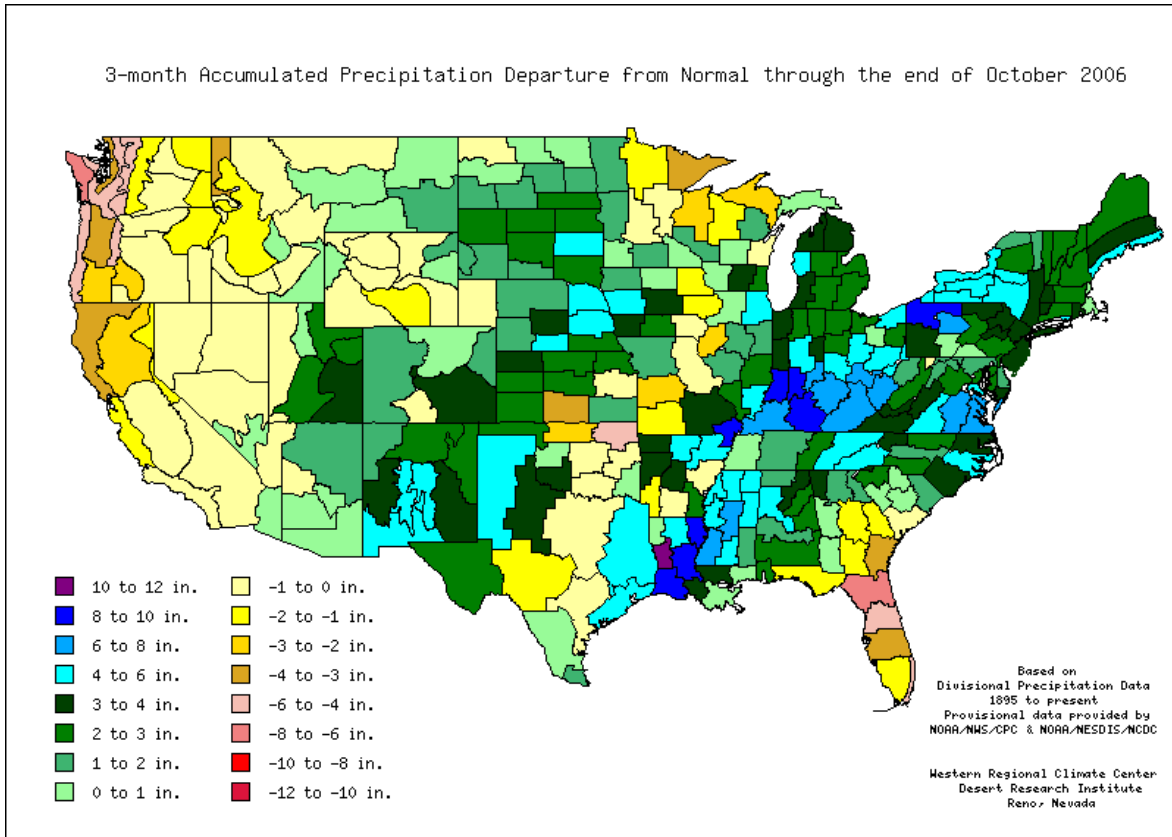 3-month Accumulated Precipitation Departure from Normal through the end of October 2006
10 to 12 in.
8 to 10 in.
6 to 8 in.
4 to 6 in.
3 to 4 in.
2 to 3 in.
1 to 2 in.
0 to 1 in.
-1 to 0 in.
-2 to -1 in.
-3 to -2 in.
-4 to -3 in.
-6 to -4 in.
-8 to -6 in.
-10 to -8 in.
-12 to -10 in.
Based on
Divisional Precipitation Data
1895 to present
Provisional data provided by
NOAA/NWS/CPC & NOAA/NESDIS/NCDC
Western Regional Climate Center
Desert Research Institute
Reno, Nevada